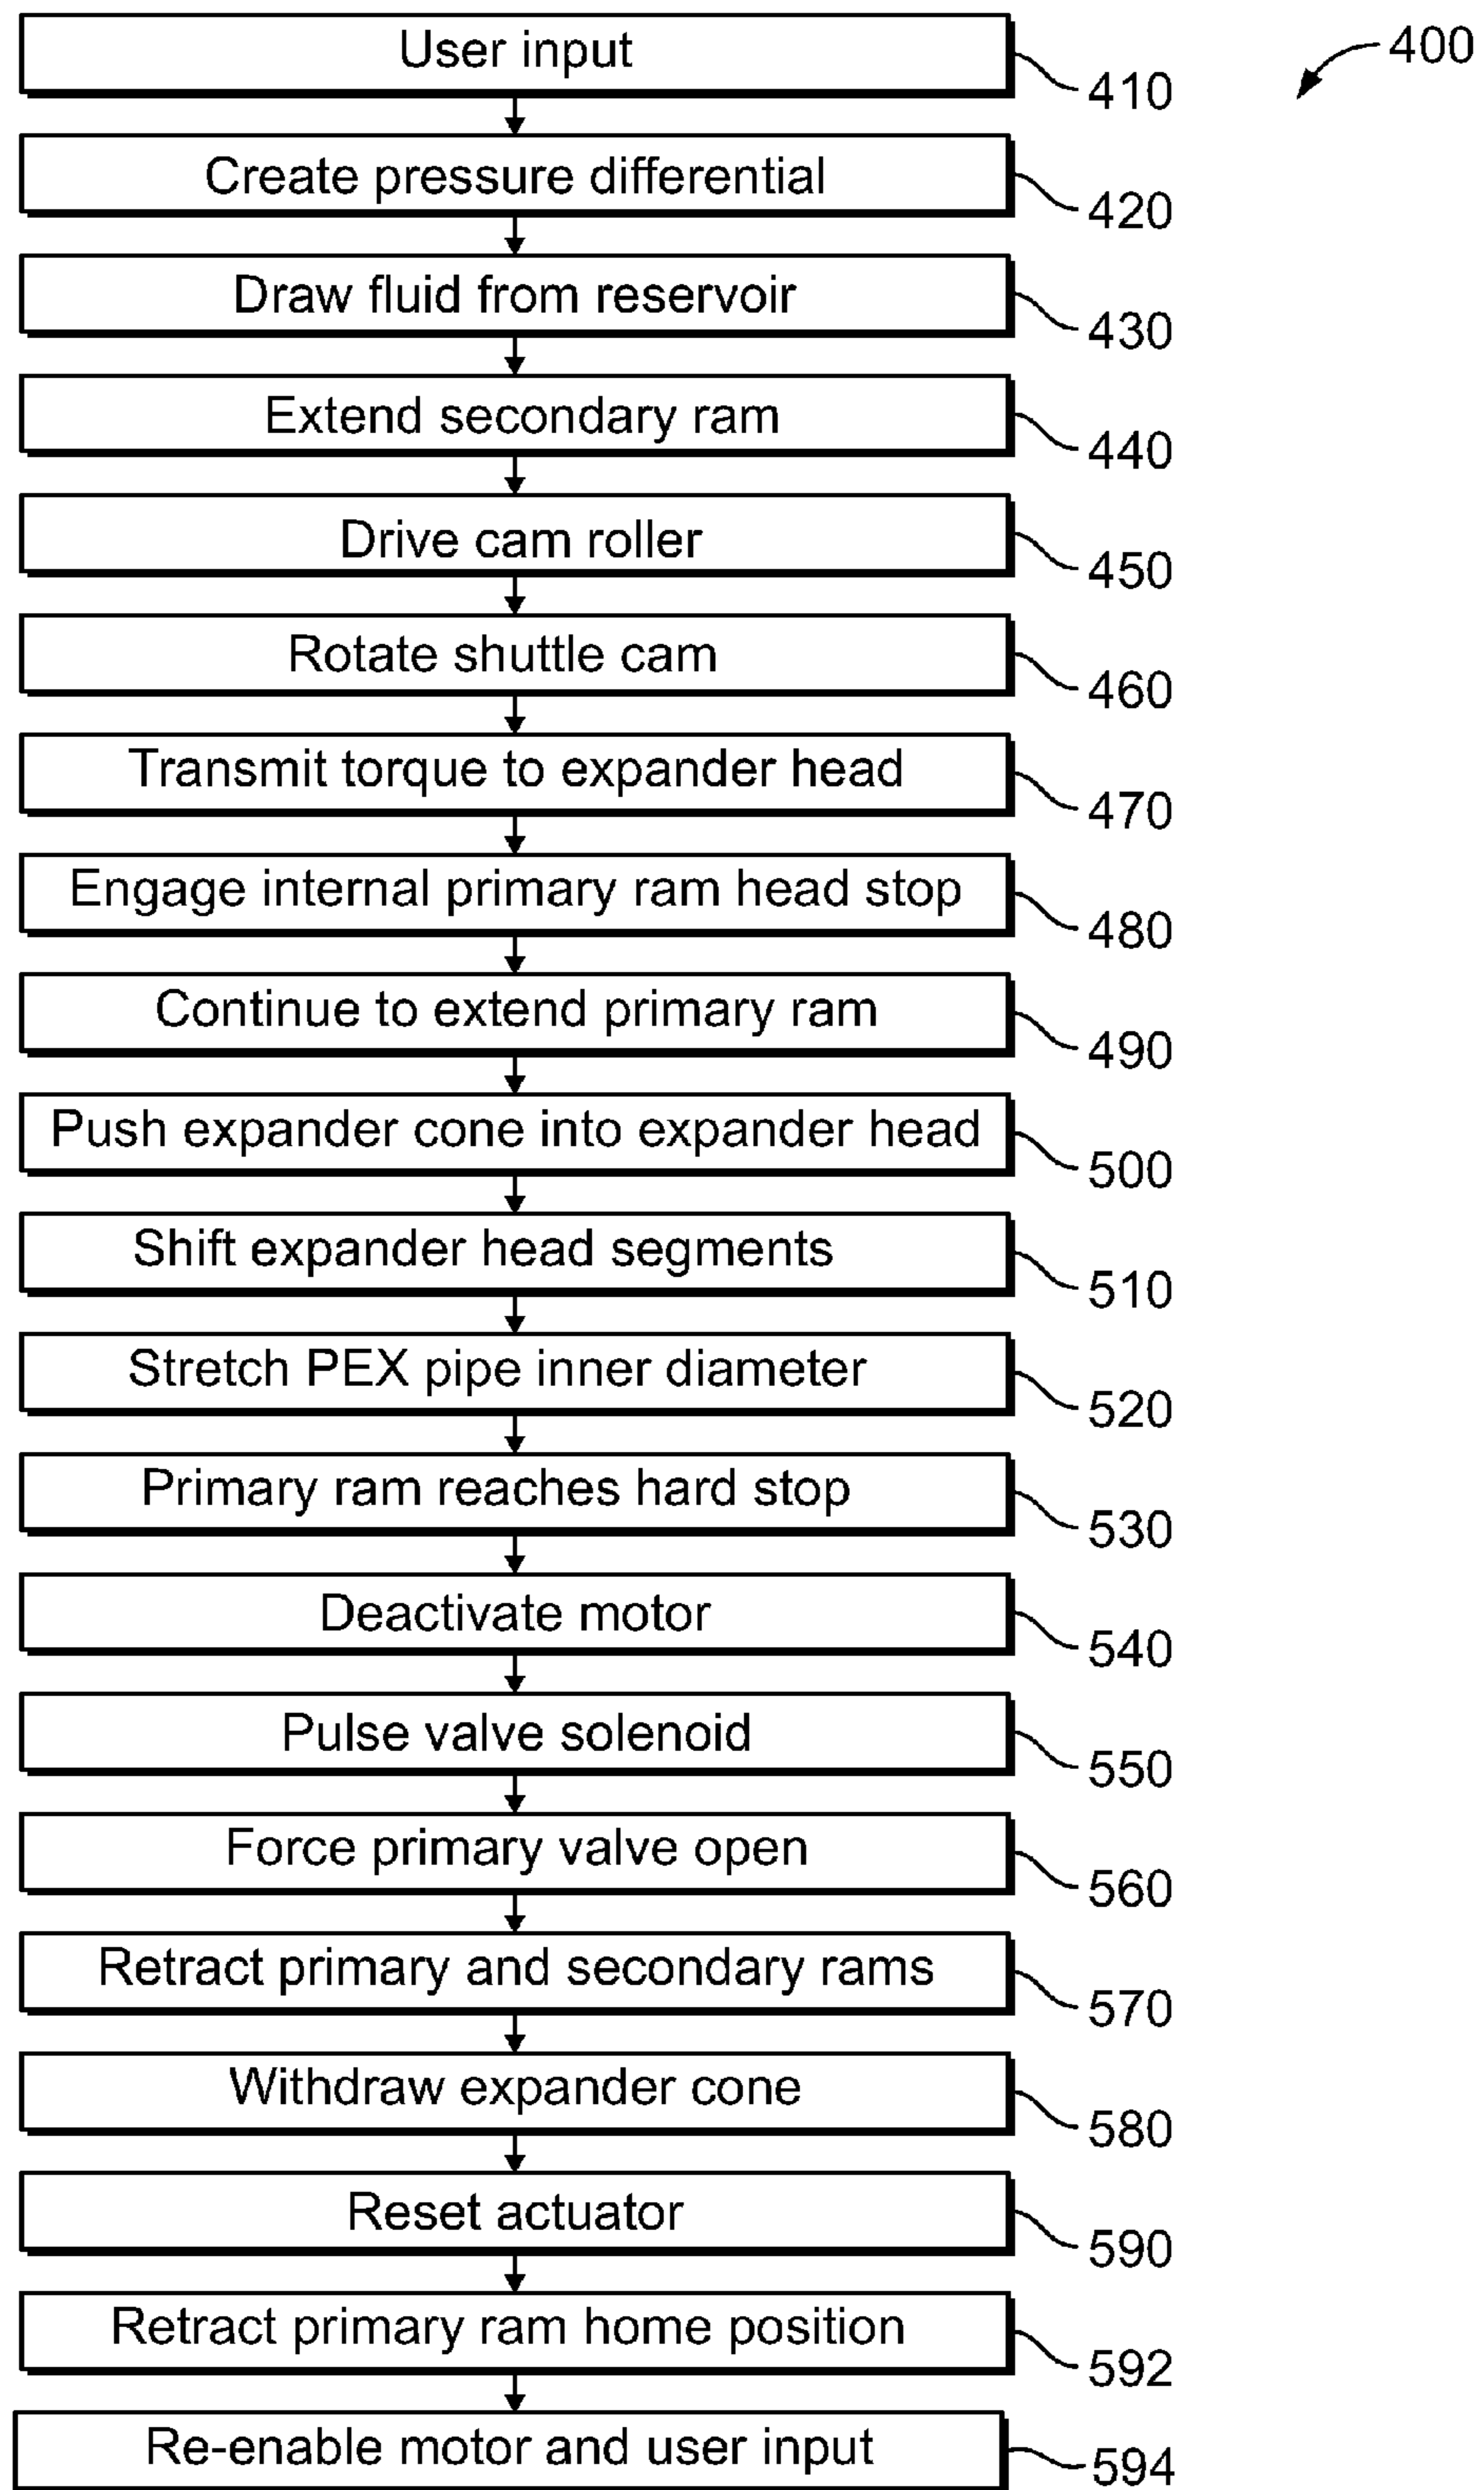 User input
400
410
Create pressure differential
420
Draw fluid from reservoir
430
Extend secondary ram
440
Drive cam roller
450
Rotate shuttle cam
460
Transmit torque to expander head
470
Engage internal primary ram head stop
480
Continue to extend primary ram
490
Push expander cone into expander head
500
Shift expander head segments
510
Stretch PEX pipe inner diameter
520
Primary ram reaches hard stop
530
Deactivate motor
540
Pulse valve solenoid
550
Force primary valve open
560
Retract primary and secondary rams
570
Withdraw expander cone
580
Reset actuator
590
Retract primary ram home position
592
Re-enable motor and user input
594